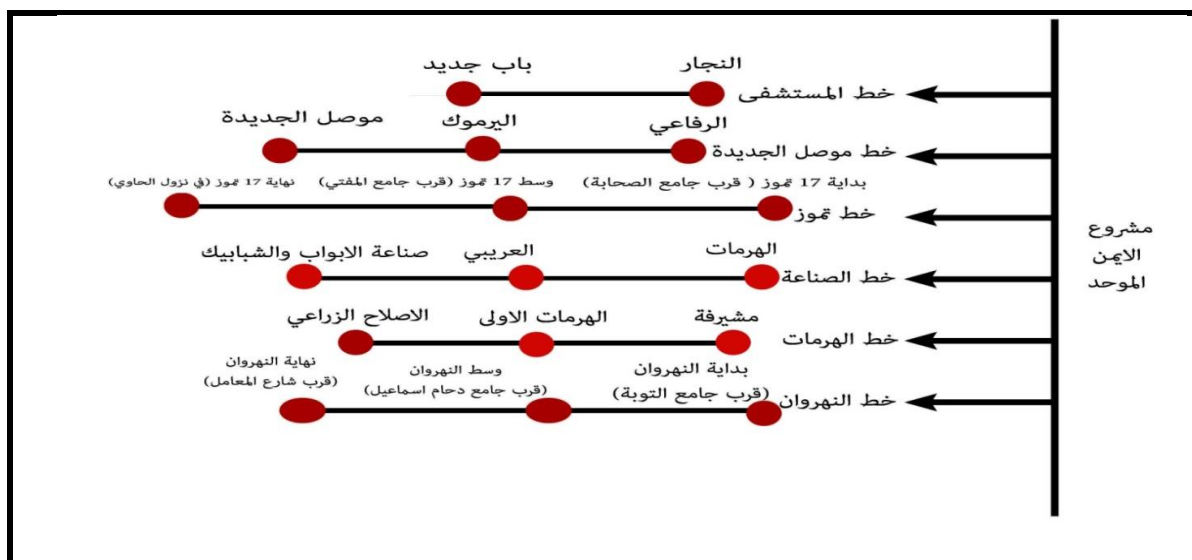 مشروع
الايمن
الموحد
خط المستشفى
النجار
باب جديد
خط موصل الجديدة
الرفاعي
اليرموك
موصل الجديدة
خط تموز
بداية 17 تموز ( قرب جامع الصحابة)
وسط 17 تموز (قرب جامع المفتي)
نهاية 17 تموز (في نزول الحاوي)
خط الصناعة
الهرمات
العريبي
صناعة الابواب والشبابيك
خط الهرمات
مشيرفة
الهرمات الاولى
الاصلاح الزراعي
خط النهروان
بداية النهروان
(قرب جامع التوبة)
وسط النهروان
(قرب جامع دحام اسماعيل)
نهاية النهروان
(قرب شارع المعامل)